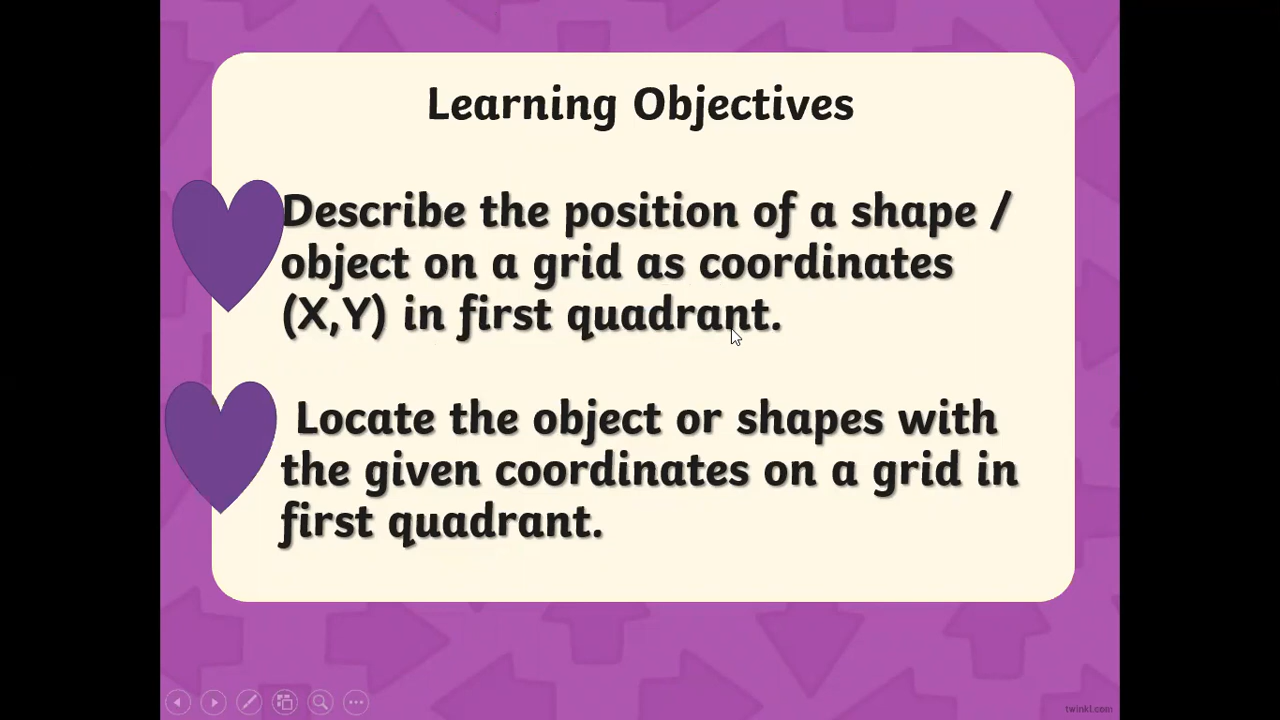 Learning Objectives
Describe the position of a shape /
object on a grid as coordinates
(X,Y) in first quadrant.
Locate the object or shapes with
the given coordinates on a grid in
first quadrant.
twinkl.com